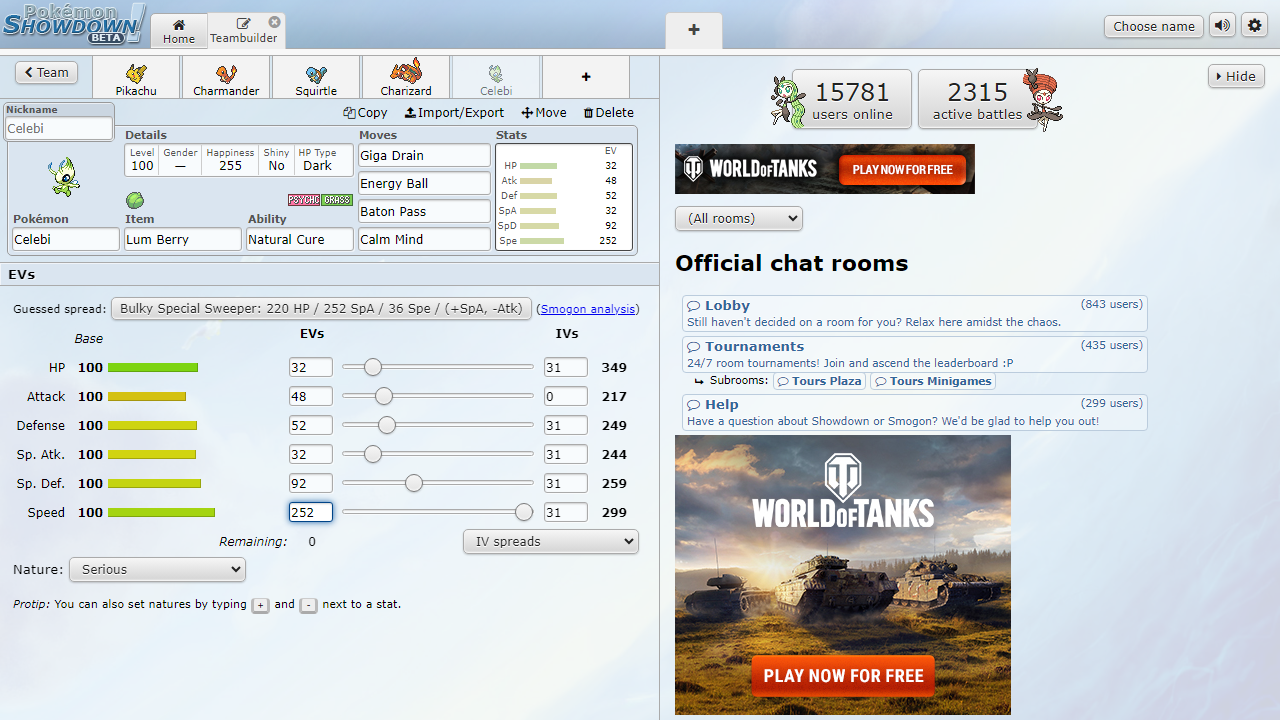 Pokémon
SHOWDOWN!
BETA
Home
Teambuilder
+
Choose name
Team
Pikachu
Charmander
Squirtle
Charizard
Celebi
+
Nickname
Celebi
Copy
Import/Export
Move
Delete
Details
Level Gender Happiness Shiny HP Type
100 — 255 No Dark
PSYCHC GRASS
Pokémon
Celebi
Item
Lum Berry
Ability
Natural Cure
Moves
Giga Drain
Energy Ball
Baton Pass
Calm Mind
Stats
EV
HP 32
Atk 48
Def 52
SpA 32
SpD 92
Spe 252
EVs
Guessed spread: Bulky Special Sweeper: 220 HP / 252 SpA / 36 Spe / (+SpA, -Atk) (Smogon analysis)
Base EVs IVs
HP 100 32 31 349
Attack 100 48 0 217
Defense 100 52 31 249
Sp. Atk. 100 32 31 244
Sp. Def. 100 92 31 259
Speed 100 252 31 299
Remaining: 0 IV spreads
Nature: Serious
Protip: You can also set natures by typing + and - next to a stat.
15781
users online
2315
active battles
Hide
WORLD OF TANKS PLAY NOW FOR FREE
(All rooms)
Official chat rooms
Lobby (843 users)
Still haven't decided on a room for you? Relax here amidst the chaos.
Tournaments (435 users)
24/7 room tournaments! Join and ascend the leaderboard :P
Subrooms: Tours Plaza Tours Minigames
Help (299 users)
Have a question about Showdown or Smogon? We'd be glad to help you out!
WORLD OF TANKS
PLAY NOW FOR FREE